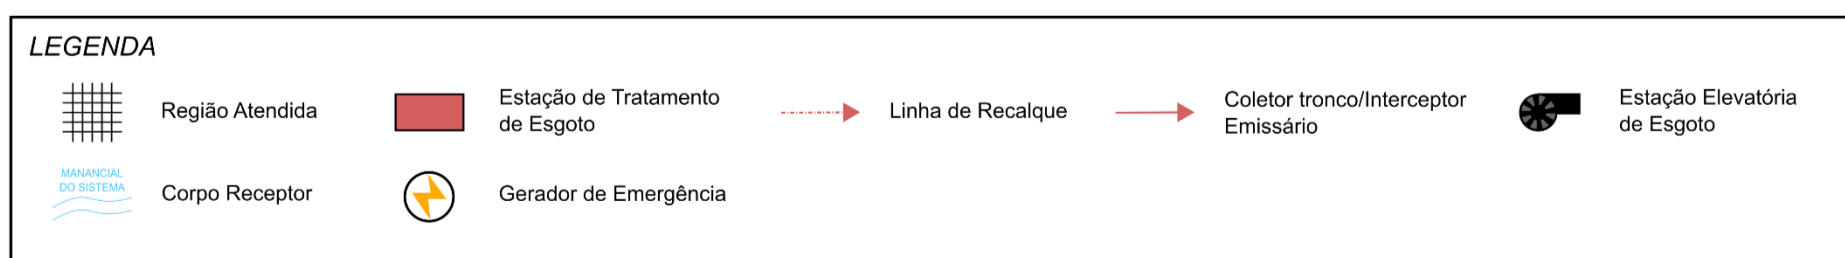 LEGENDA
Região Atendida
Estação de Tratamento
de Esgoto
Linha de Recalque
Coletor tronco/Interceptor
Emissário
Estação Elevatória
de Esgoto
MANANCIAL
DO SISTEMA
Corpo Receptor
Gerador de Emergência